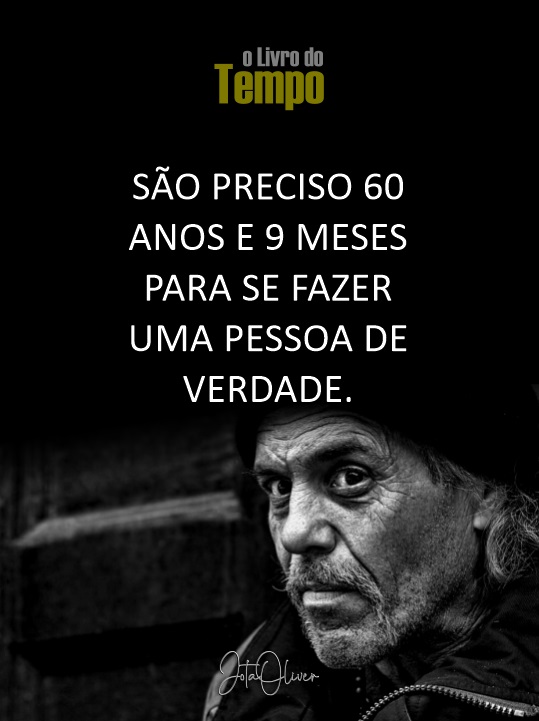 o Livro do
Tempo
SÃO PRECISO 60
ANOS E 9 MESES
PARA SE FAZER
UMA PESSOA DE
VERDADE.
JotaOliver